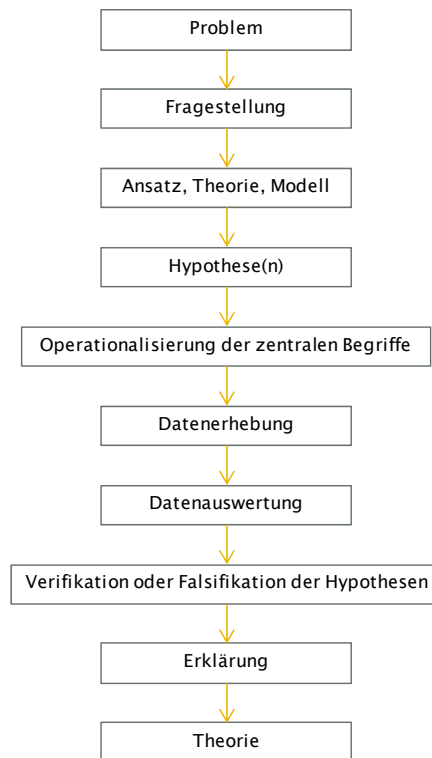 Problem
Fragestellung
Ansatz, Theorie, Modell
Hypothese(n)
Operationalisierung der zentralen Begriffe
Datenerhebung
Datenauswertung
Verifikation oder Falsifikation der Hypothesen
Erklärung
Theorie